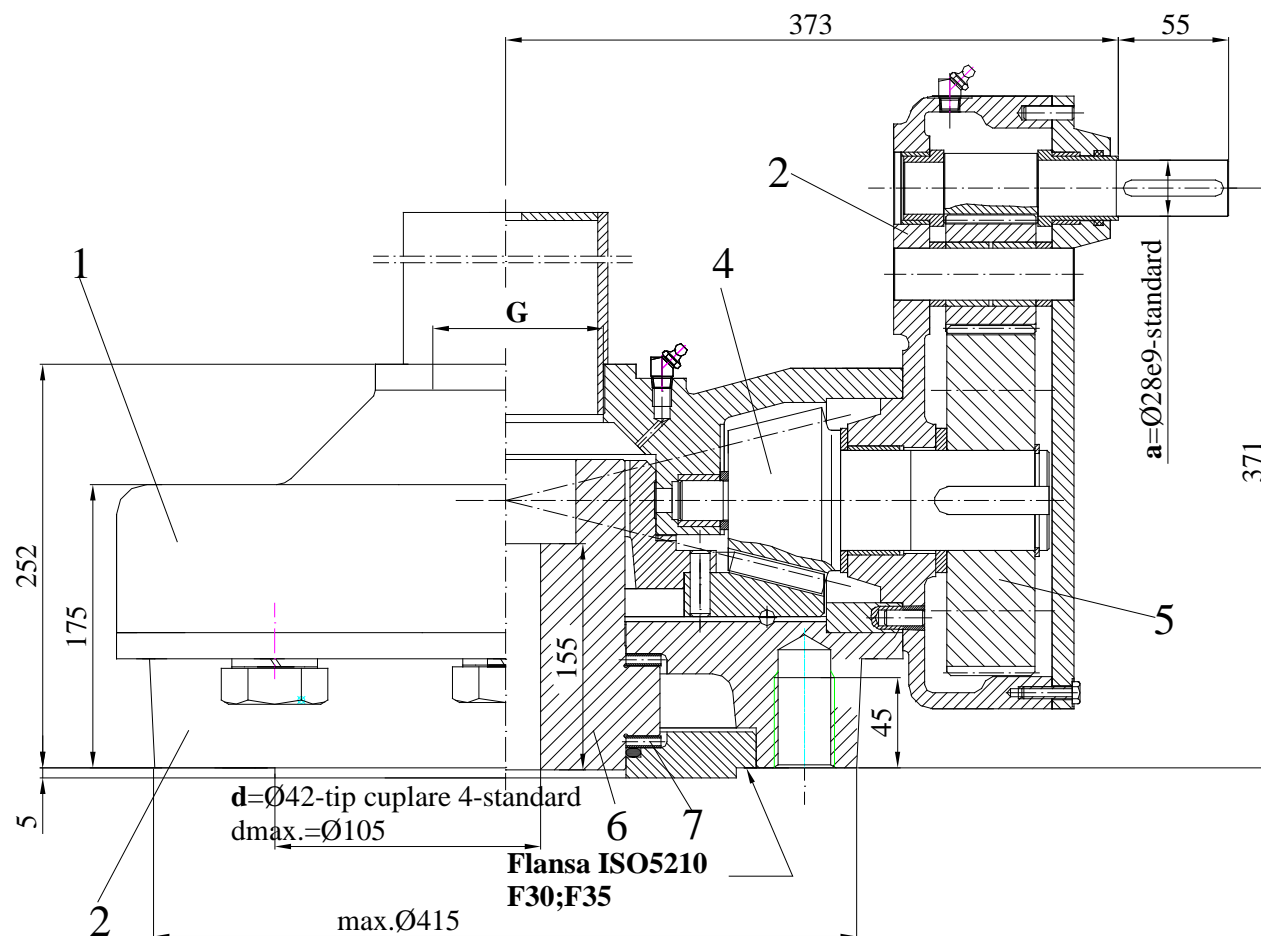 373
55
2
1
4
G
a=Ø28e9-standard
371
252
175
155
45
5
5
d=Ø42-tip cuplare 4-standard
dmax.=Ø105
6
7
Flansa ISO5210
F30;F35
2
max.Ø415